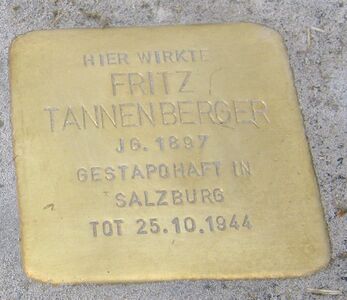 HIER WIRKTE
FRITZ
TANNENBERGER
JG. 1897
GESTAPOHAFT IN
SALZBURG
TOT 25.10.1944